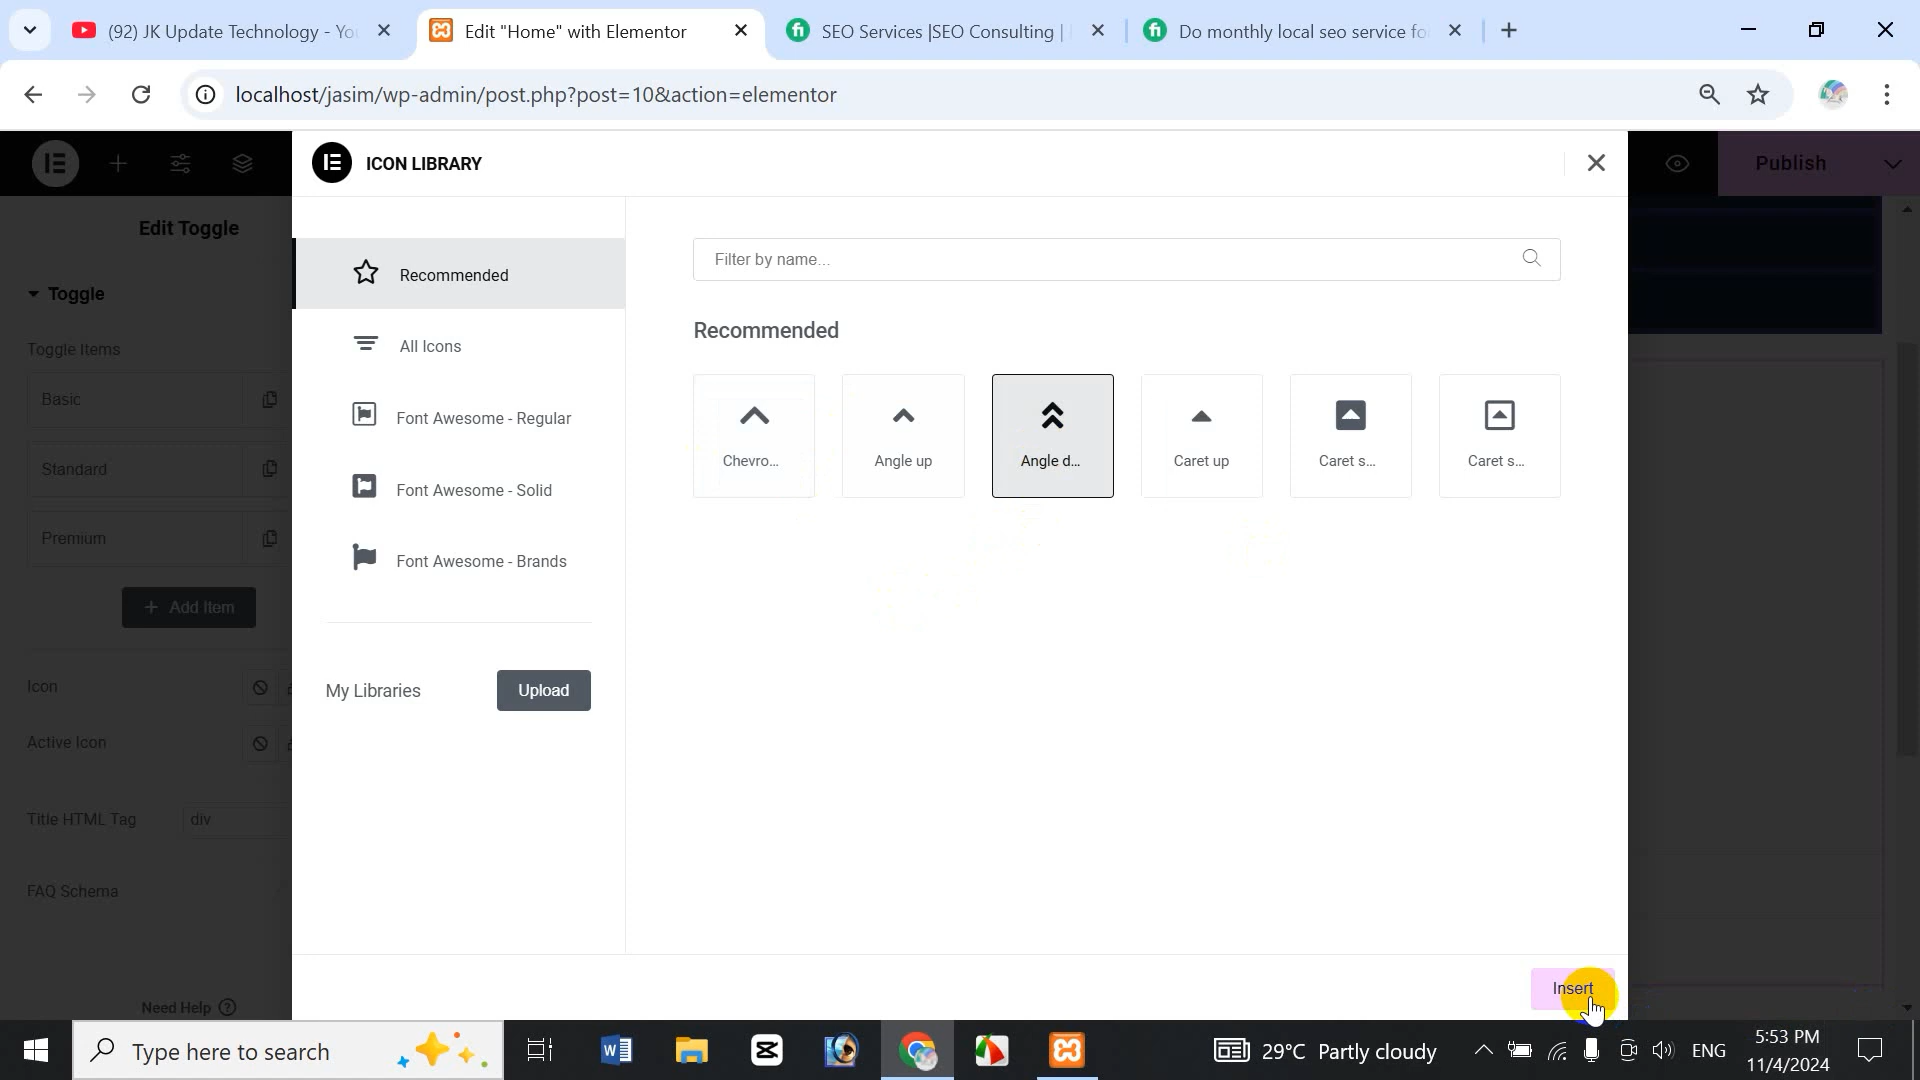 (92) JK Update Technology - Yo
Edit "Home" with Elementor
SEO Services |SEO Consulting |
Do monthly local seo service fo
localhost/jasim/wp-admin/post.php?post=10&action=elementor
ICON LIBRARY
Publish
Edit Toggle
Toggle
Toggle Items
Basic
Standard
Premium
Add Item
Icon
Active Icon
Title HTML Tag
div
FAQ Schema
Need Help
Recommended
All Icons
Font Awesome - Regular
Font Awesome - Solid
Font Awesome - Brands
My Libraries
Upload
Filter by name...
Recommended
Chevro...
Angle up
Angle d...
Caret up
Caret s...
Caret s...
Insert
Type here to search
29°C Partly cloudy
ENG
5:53 PM
11/4/2024